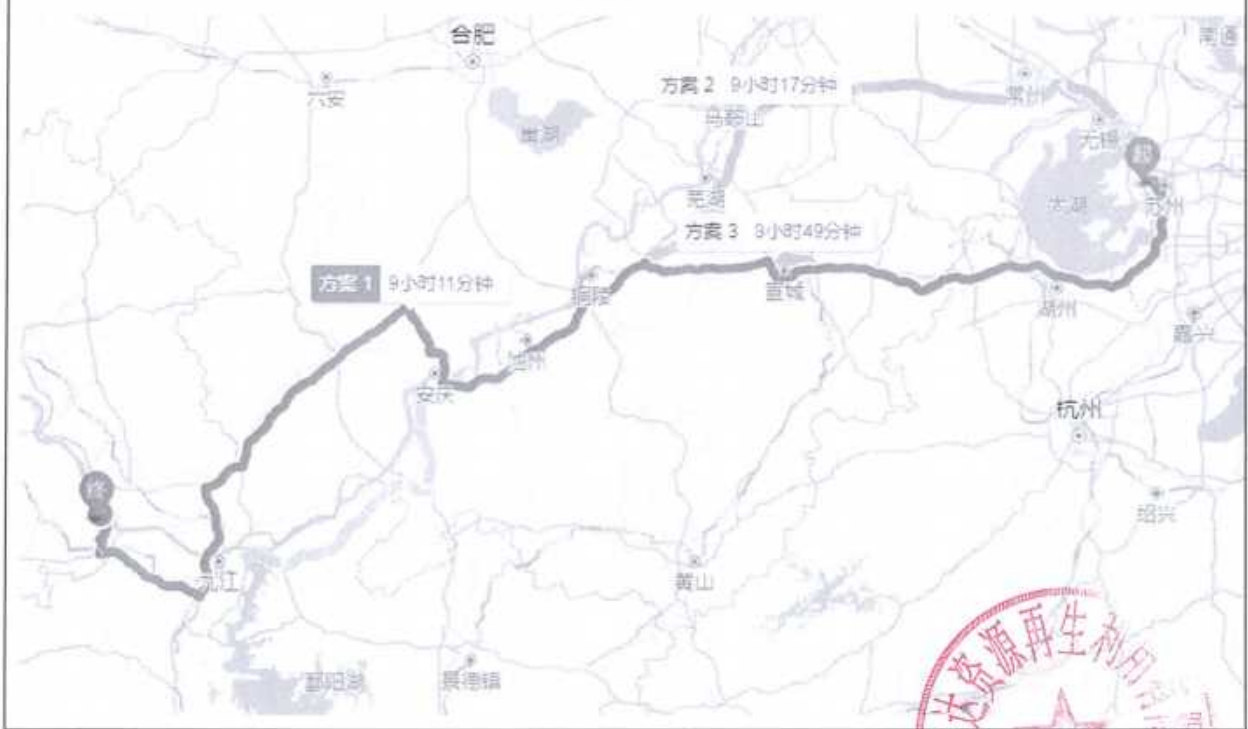 南通
合肥
六安
常州
方案 2 9小时17分钟
巢湖
马鞍山
无锡
起
芜湖
太湖
苏州
方案 3 8小时49分钟
方案 1 9小时11分钟
铜陵
宣城
湖州
嘉兴
池州
安庆
杭州
终
绍兴
九江
黄山
鄱阳湖
景德镇
达资源再生利用